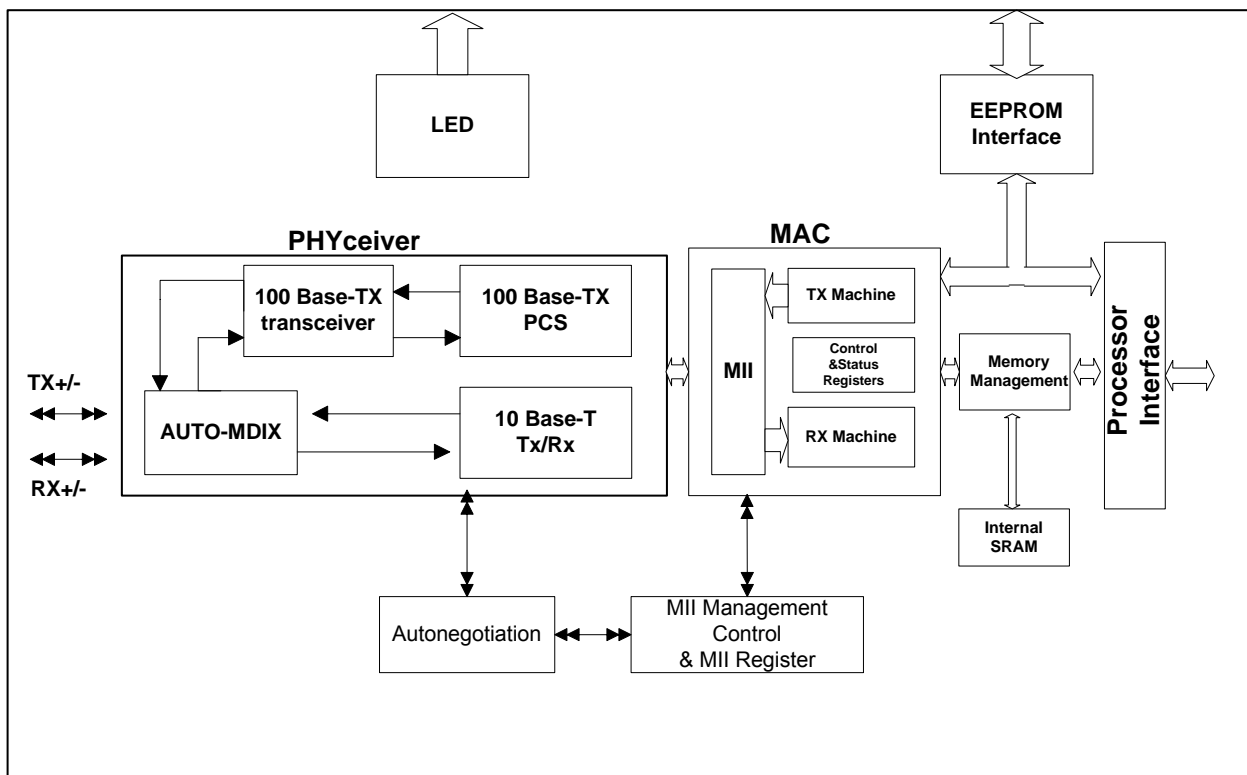 LED
EEPROM
Interface
PHYceiver
MAC
100 Base-TX
transceiver
100 Base-TX
PCS
AUTO-MDIX
10 Base-T
Tx/Rx
TX+/-
RX+/-
MII
TX Machine
Control
&Status
Registers
RX Machine
Memory
Management
Internal
SRAM
Processor
Interface
Autonegotiation
MII Management
Control
& MII Register